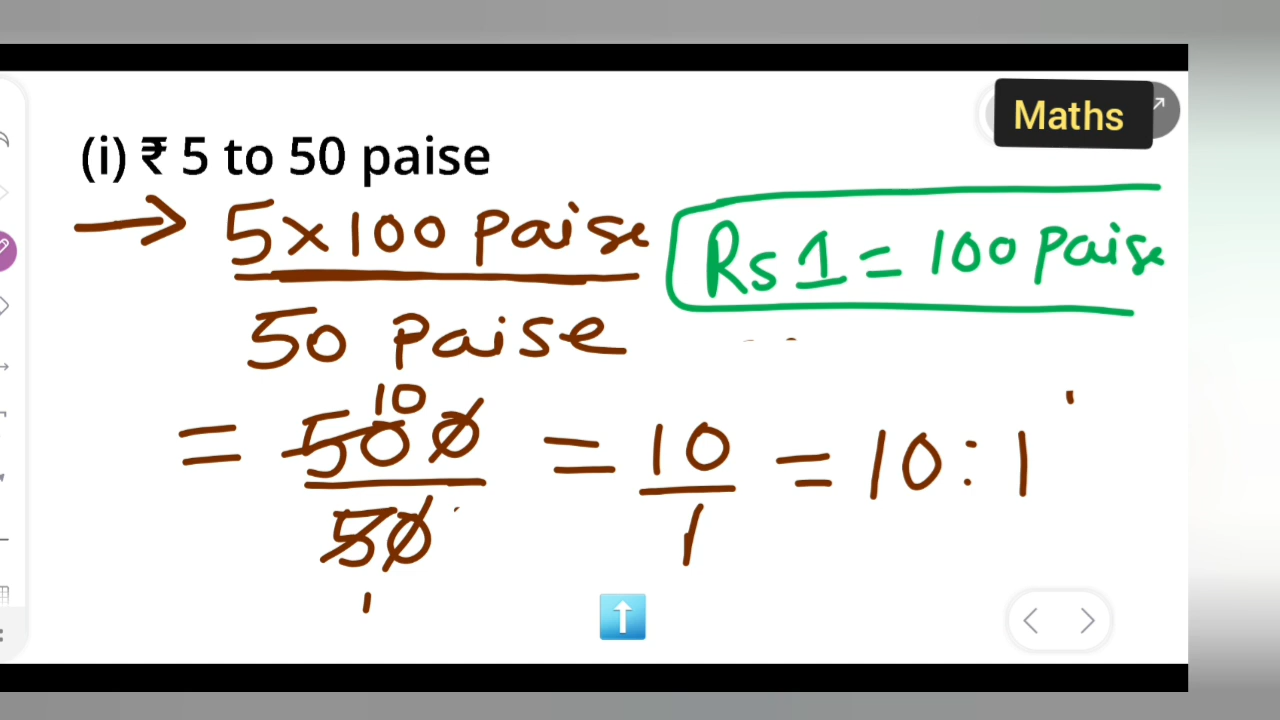 Maths
(i) ₹ 5 to 50 paise
5 × 100 paise
50 paise
Rs 1 = 100 paise
10
= 500 = 10 = 10 : 1
50 1
1